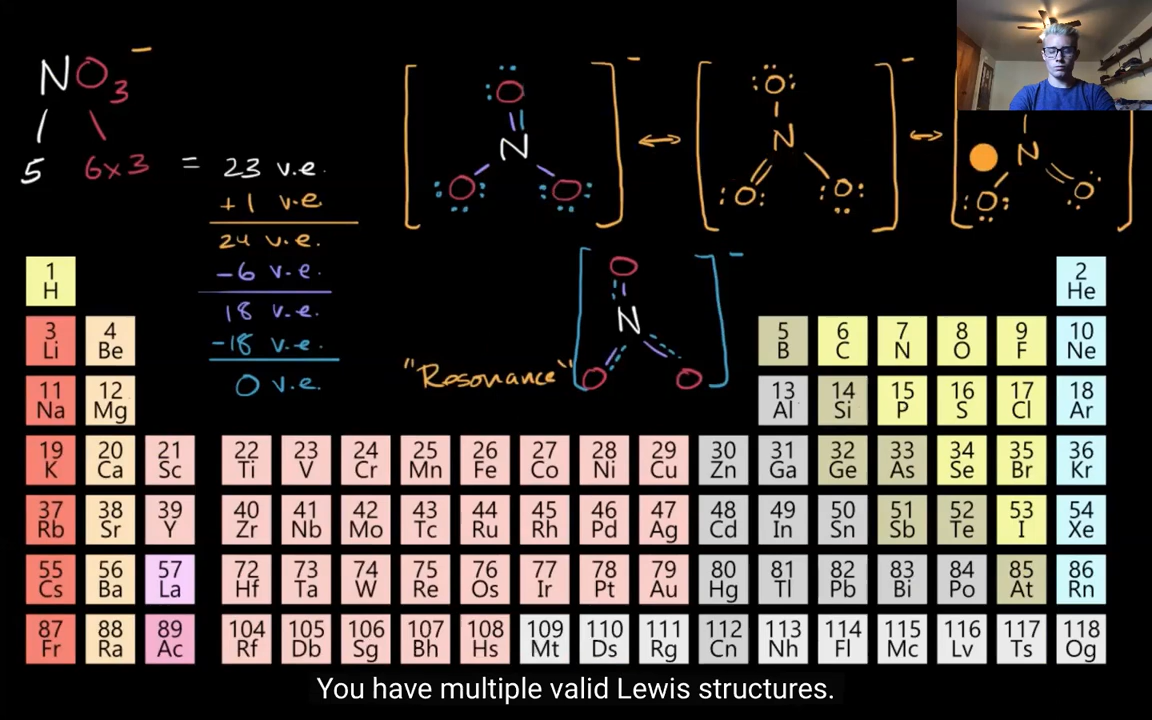 NO3-
5 6x3 = 23 v.e.
+1 v.e.
24 v.e.
-6 v.e.
18 v.e.
-18 v.e.
0 v.e.
O
N
O O
-
O
N
O O
-
N
O O
O
N
O O
-
"Resonance"
1 2
H He
3 4 5 6 7 8 9 10
Li Be B C N O F Ne
11 12 13 14 15 16 17 18
Na Mg Al Si P S Cl Ar
19 20 21 22 23 24 25 26 27 28 29 30 31 32 33 34 35 36
K Ca Sc Ti V Cr Mn Fe Co Ni Cu Zn Ga Ge As Se Br Kr
37 38 39 40 41 42 43 44 45 46 47 48 49 50 51 52 53 54
Rb Sr Y Zr Nb Mo Tc Ru Rh Pd Ag Cd In Sn Sb Te I Xe
55 56 57 72 73 74 75 76 77 78 79 80 81 82 83 84 85 86
Cs Ba La Hf Ta W Re Os Ir Pt Au Hg Tl Pb Bi Po At Rn
87 88 89 104 105 106 107 108 109 110 111 112 113 114 115 116 117 118
Fr Ra Ac Rf Db Sg Bh Hs Mt Ds Rg Cn Nh Fl Mc Lv Ts Og
You have multiple valid Lewis structures.